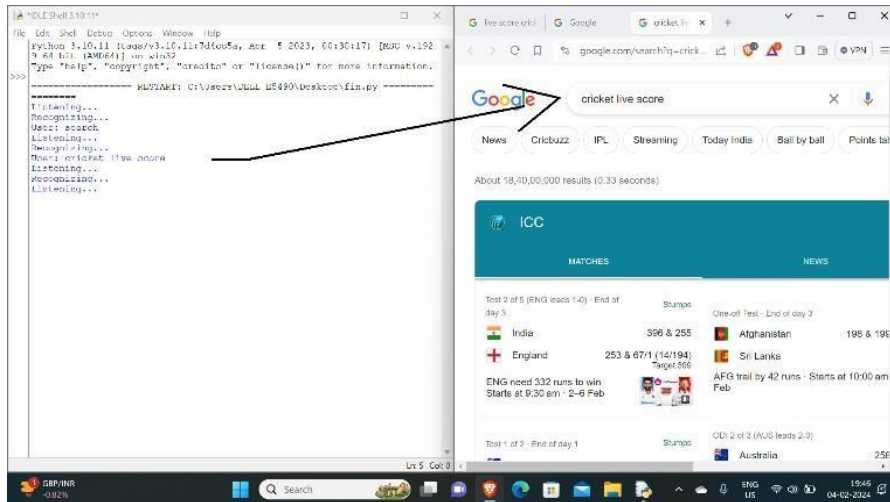 *IDLE Shell 3.10.11*
File Edit Shell Debug Options Window Help
Python 3.10.11 (tags/v3.10.11:7d4cc5a, Apr 5 2023, 00:38:17) [MSC v.192
9 64 bit (AMD64)] on win32
Type "help", "copyright", "credits" or "license()" for more information.
>>>
RESTART: C:\Users\DELL E5490\Desktop\fin.py
Listening...
Recognizing...
User: search
Listening...
Recognizing...
User: cricket live score
Listening...
Recognizing...
Listening...
Ln: 5 Col: 0
live score crick
Google
cricket liv
google.com/search?q=crick...
VPN
Google
cricket live score
News Cricbuzz IPL Streaming Today India Ball by ball Points tab
About 18,40,00,000 results (0.33 seconds)
ICC
MATCHES NEWS
Test 2 of 5 (ENG leads 1-0) · End of
day 3
Stumps
India 396 & 255
England 253 & 67/1 (14/194)
Target 399
ENG need 332 runs to win
Starts at 9:30 am · 2–6 Feb
One-off Test · End of day 3
Afghanistan 198 & 199
Sri Lanka
AFG trail by 42 runs · Starts at 10:00 am
Feb
Test 1 of 2 · End of day 1
Stumps
ODI 2 of 3 (AUS leads 2-0)
Australia 258
GBP/INR
-0.82%
Search
ENG
US
19:46
04-02-2024